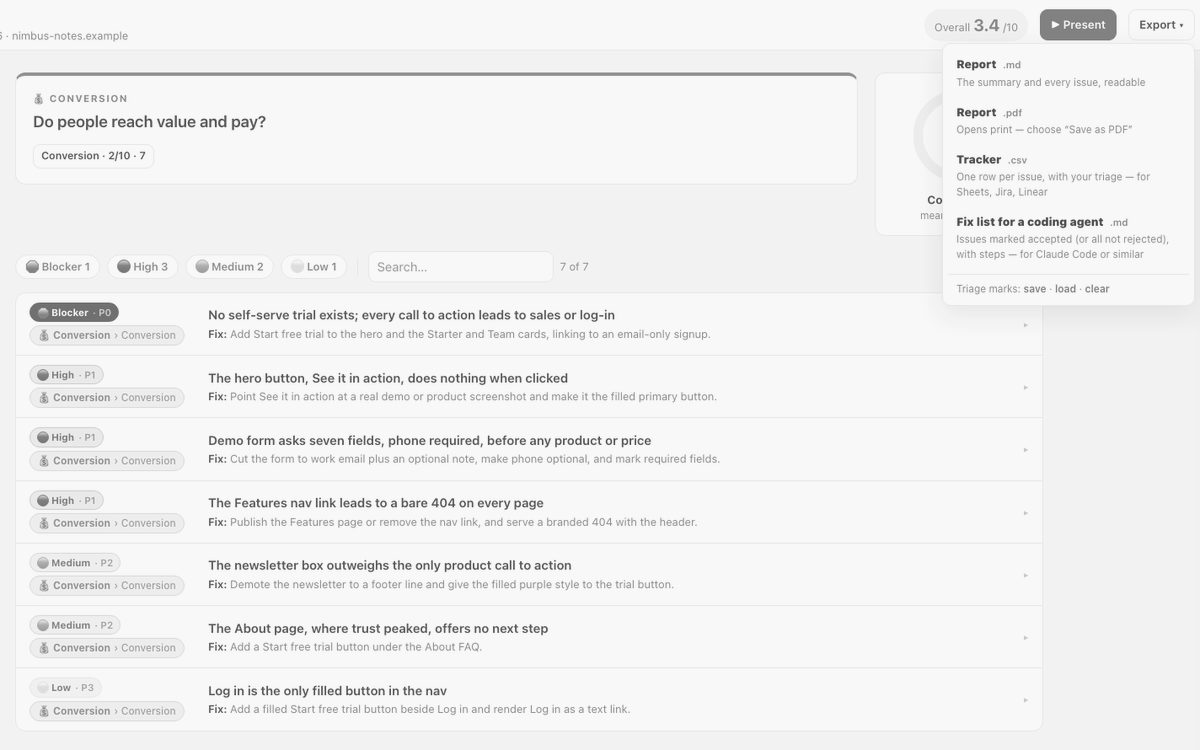 Overall 3.4 /10
▶ Present
Export ▾
· nimbus-notes.example
Report .md
The summary and every issue, readable
Report .pdf
Opens print — choose “Save as PDF”
Tracker .csv
One row per issue, with your triage — for
Sheets, Jira, Linear
Fix list for a coding agent .md
Issues marked accepted (or all not rejected),
with steps — for Claude Code or similar
Triage marks: save · load · clear
CONVERSION
Do people reach value and pay?
Conversion · 2/10 · 7
Blocker 1
High 3
Medium 2
Low 1
Search...
7 of 7
Blocker · P0
Conversion › Conversion
No self-serve trial exists; every call to action leads to sales or log-in
Fix: Add Start free trial to the hero and the Starter and Team cards, linking to an email-only signup.
High · P1
Conversion › Conversion
The hero button, See it in action, does nothing when clicked
Fix: Point See it in action at a real demo or product screenshot and make it the filled primary button.
High · P1
Conversion › Conversion
Demo form asks seven fields, phone required, before any product or price
Fix: Cut the form to work email plus an optional note, make phone optional, and mark required fields.
High · P1
Conversion › Conversion
The Features nav link leads to a bare 404 on every page
Fix: Publish the Features page or remove the nav link, and serve a branded 404 with the header.
Medium · P2
Conversion › Conversion
The newsletter box outweighs the only product call to action
Fix: Demote the newsletter to a footer line and give the filled purple style to the trial button.
Medium · P2
Conversion › Conversion
The About page, where trust peaked, offers no next step
Fix: Add a Start free trial button under the About FAQ.
Low · P3
Conversion › Conversion
Log in is the only filled button in the nav
Fix: Add a filled Start free trial button beside Log in and render Log in as a text link.